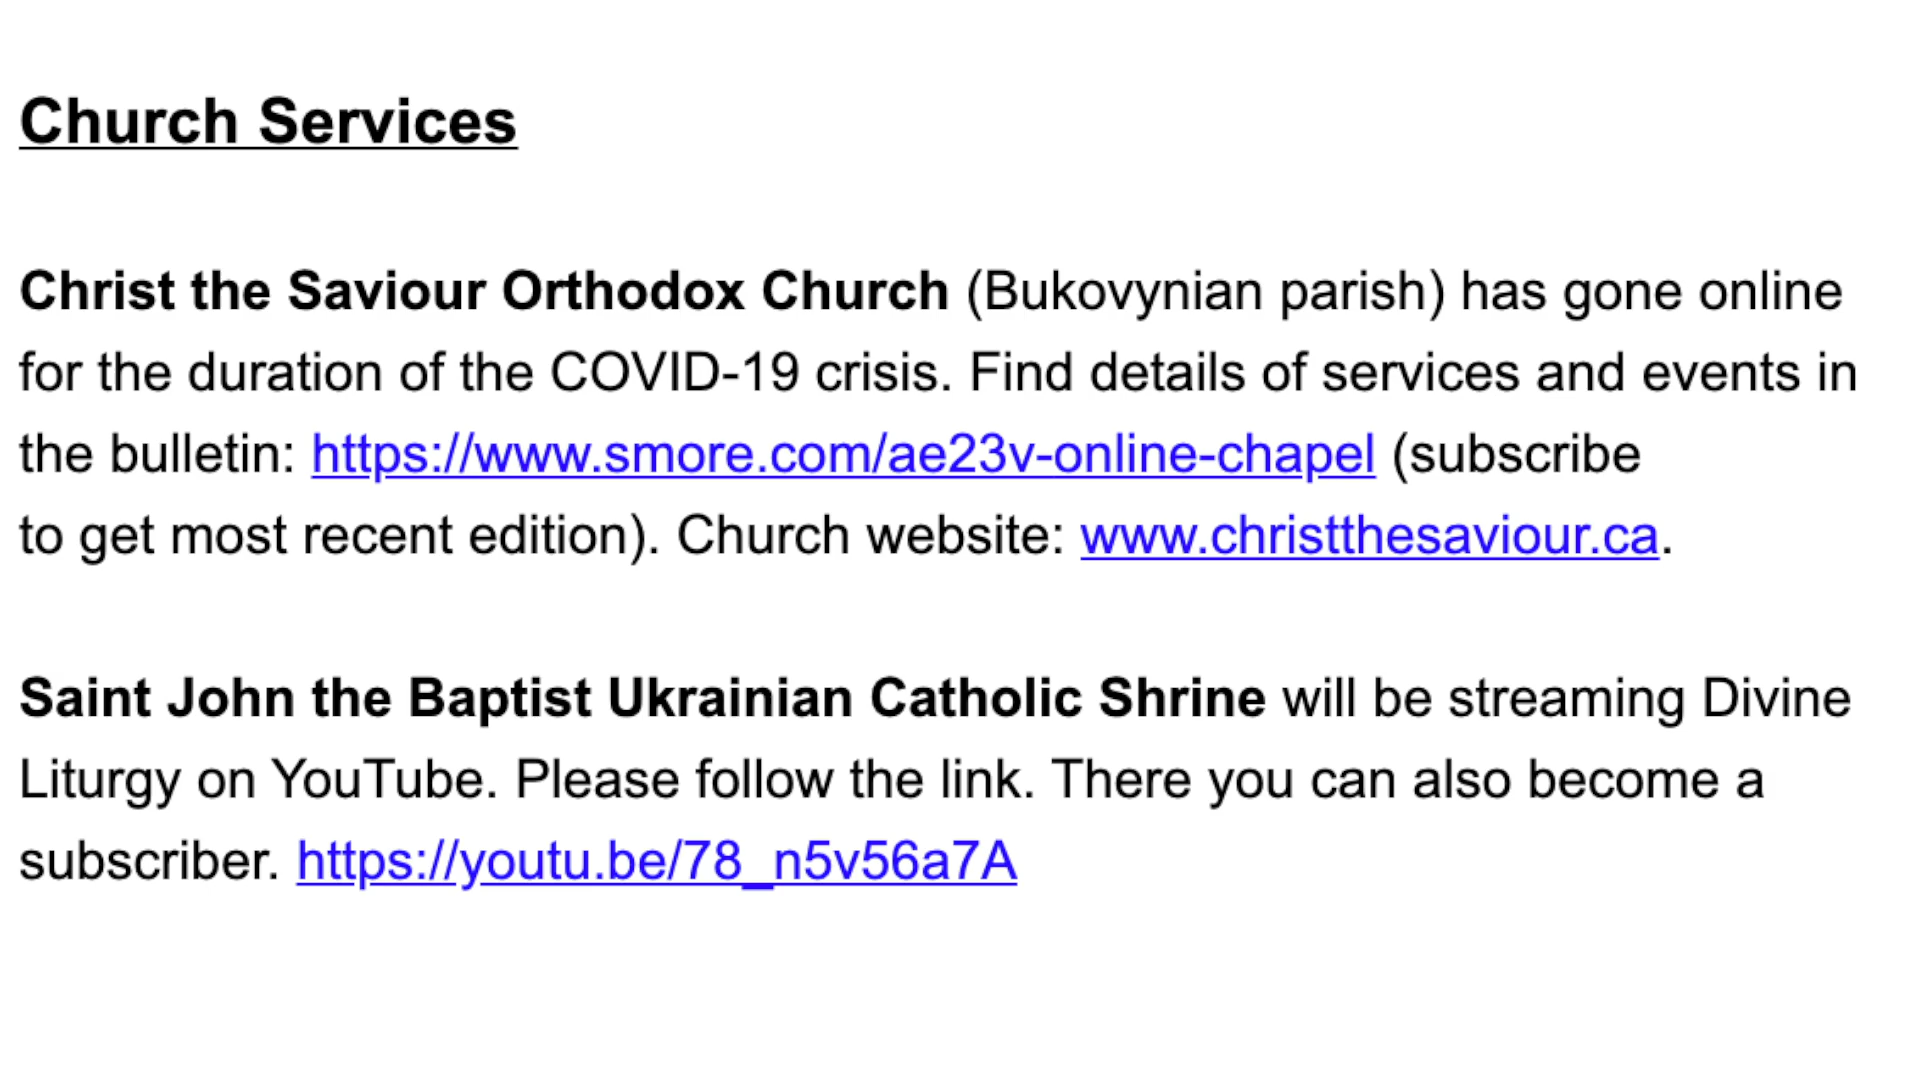 Church Services
Christ the Saviour Orthodox Church (Bukovynian parish) has gone online
for the duration of the COVID-19 crisis. Find details of services and events in
the bulletin: https://www.smore.com/ae23v-online-chapel (subscribe
to get most recent edition). Church website: www.christthesaviour.ca.
Saint John the Baptist Ukrainian Catholic Shrine will be streaming Divine
Liturgy on YouTube. Please follow the link. There you can also become a
subscriber. https://youtu.be/78_n5v56a7A